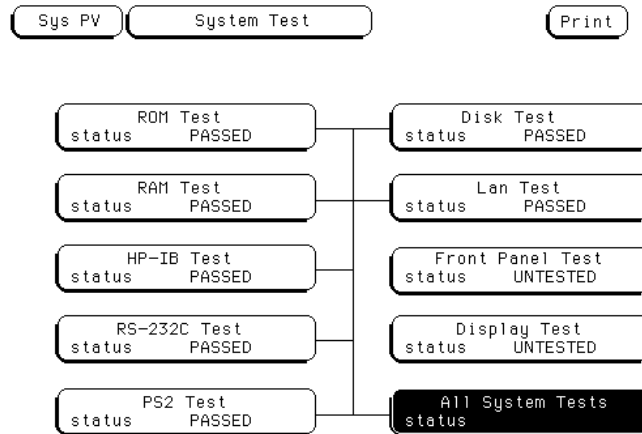 Sys PV System Test Print
ROM Test
status PASSED
Disk Test
status PASSED
RAM Test
status PASSED
Lan Test
status PASSED
HP-IB Test
status PASSED
Front Panel Test
status UNTESTED
RS-232C Test
status PASSED
Display Test
status UNTESTED
PS2 Test
status PASSED
All System Tests
status